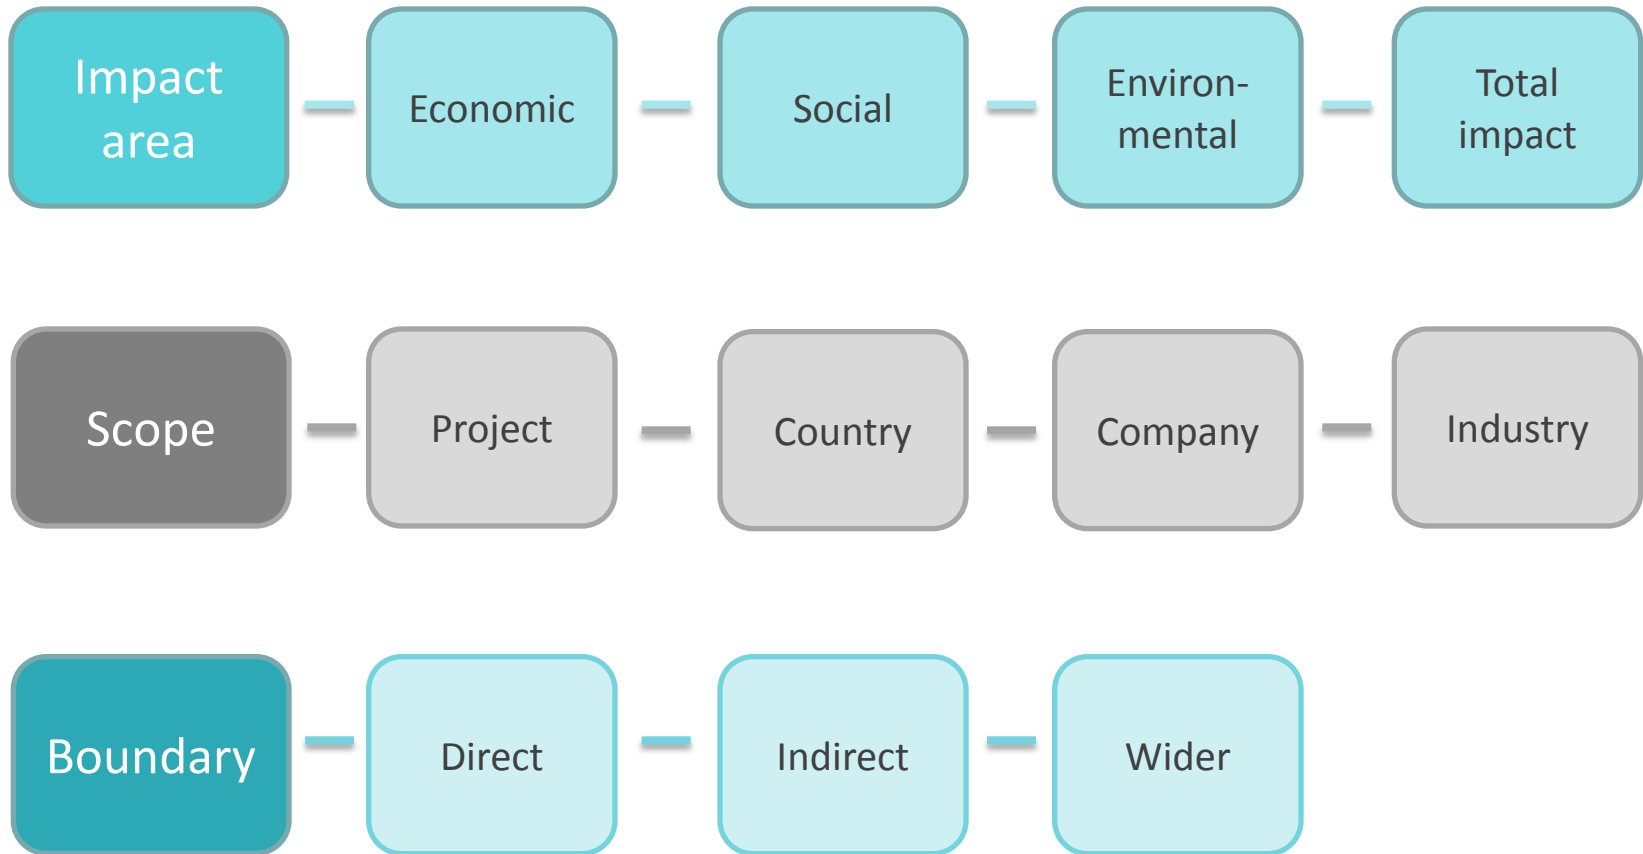 Impact
area
Economic
Social
Environ-
mental
Total
impact
Scope
Project
Country
Company
Industry
Boundary
Direct
Indirect
Wider